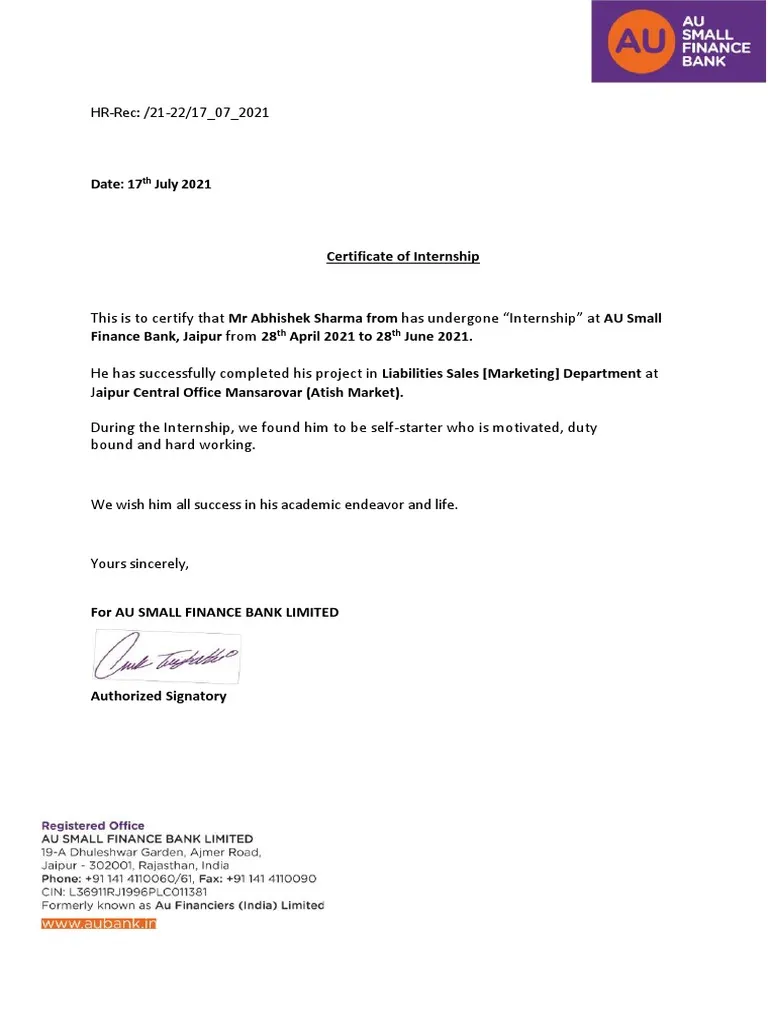 AU
AU
SMALL
FINANCE
BANK
HR-Rec: /21-22/17_07_2021
Date: 17th July 2021
Certificate of Internship
This is to certify that Mr Abhishek Sharma from has undergone “Internship” at AU Small
Finance Bank, Jaipur from 28th April 2021 to 28th June 2021.
He has successfully completed his project in Liabilities Sales [Marketing] Department at
Jaipur Central Office Mansarovar (Atish Market).
During the Internship, we found him to be self-starter who is motivated, duty
bound and hard working.
We wish him all success in his academic endeavor and life.
Yours sincerely,
For AU SMALL FINANCE BANK LIMITED
Authorized Signatory
Registered Office
AU SMALL FINANCE BANK LIMITED
19-A Dhuleshwar Garden, Ajmer Road,
Jaipur - 302001, Rajasthan, India
Phone: +91 141 4110060/61, Fax: +91 141 4110090
CIN: L36911RJ1996PLC011381
Formerly known as Au Financiers (India) Limited
www.aubank.in